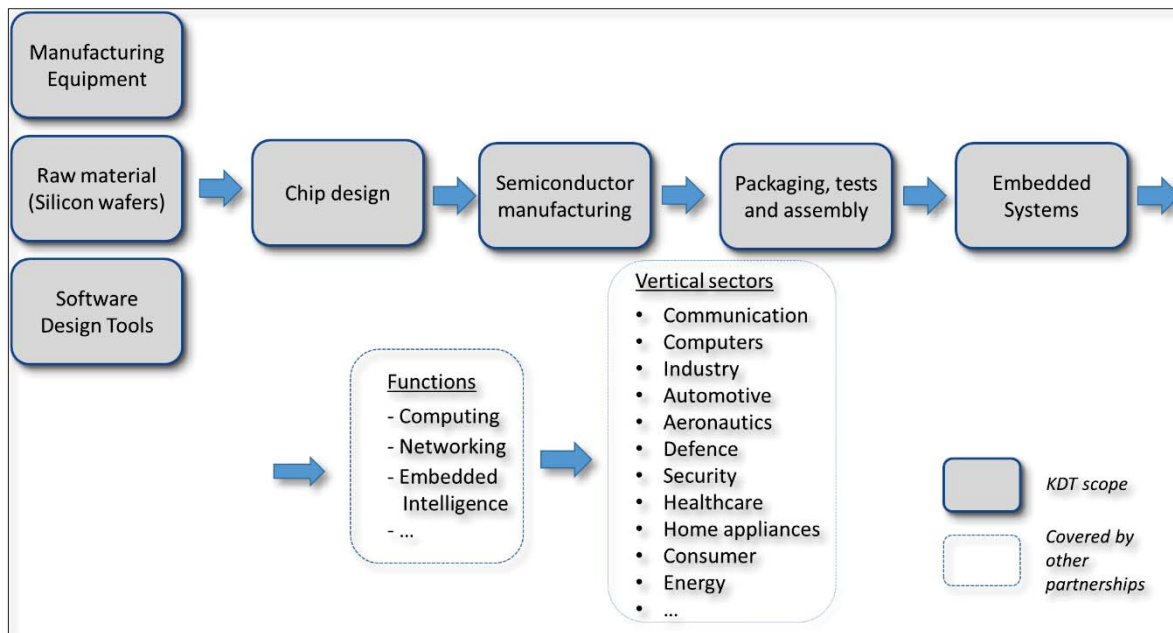 Manufacturing
Equipment
Raw material
(Silicon wafers)
Software
Design Tools
Chip design
Semiconductor
manufacturing
Packaging, tests
and assembly
Embedded
Systems
Functions
- Computing
- Networking
- Embedded
Intelligence
- ...
Vertical sectors
• Communication
• Computers
• Industry
• Automotive
• Aeronautics
• Defence
• Security
• Healthcare
• Home appliances
• Consumer
• Energy
• ...
KDT scope
Covered by
other
partnerships